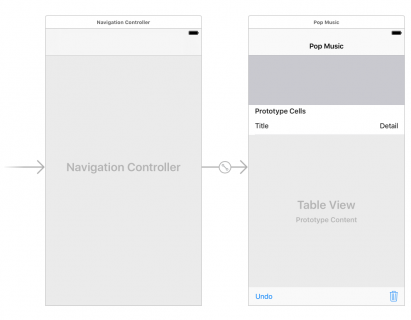 Navigation Controller
Navigation Controller
Pop Music
Pop Music
Prototype Cells
Title Detail
Table View
Prototype Content
Undo